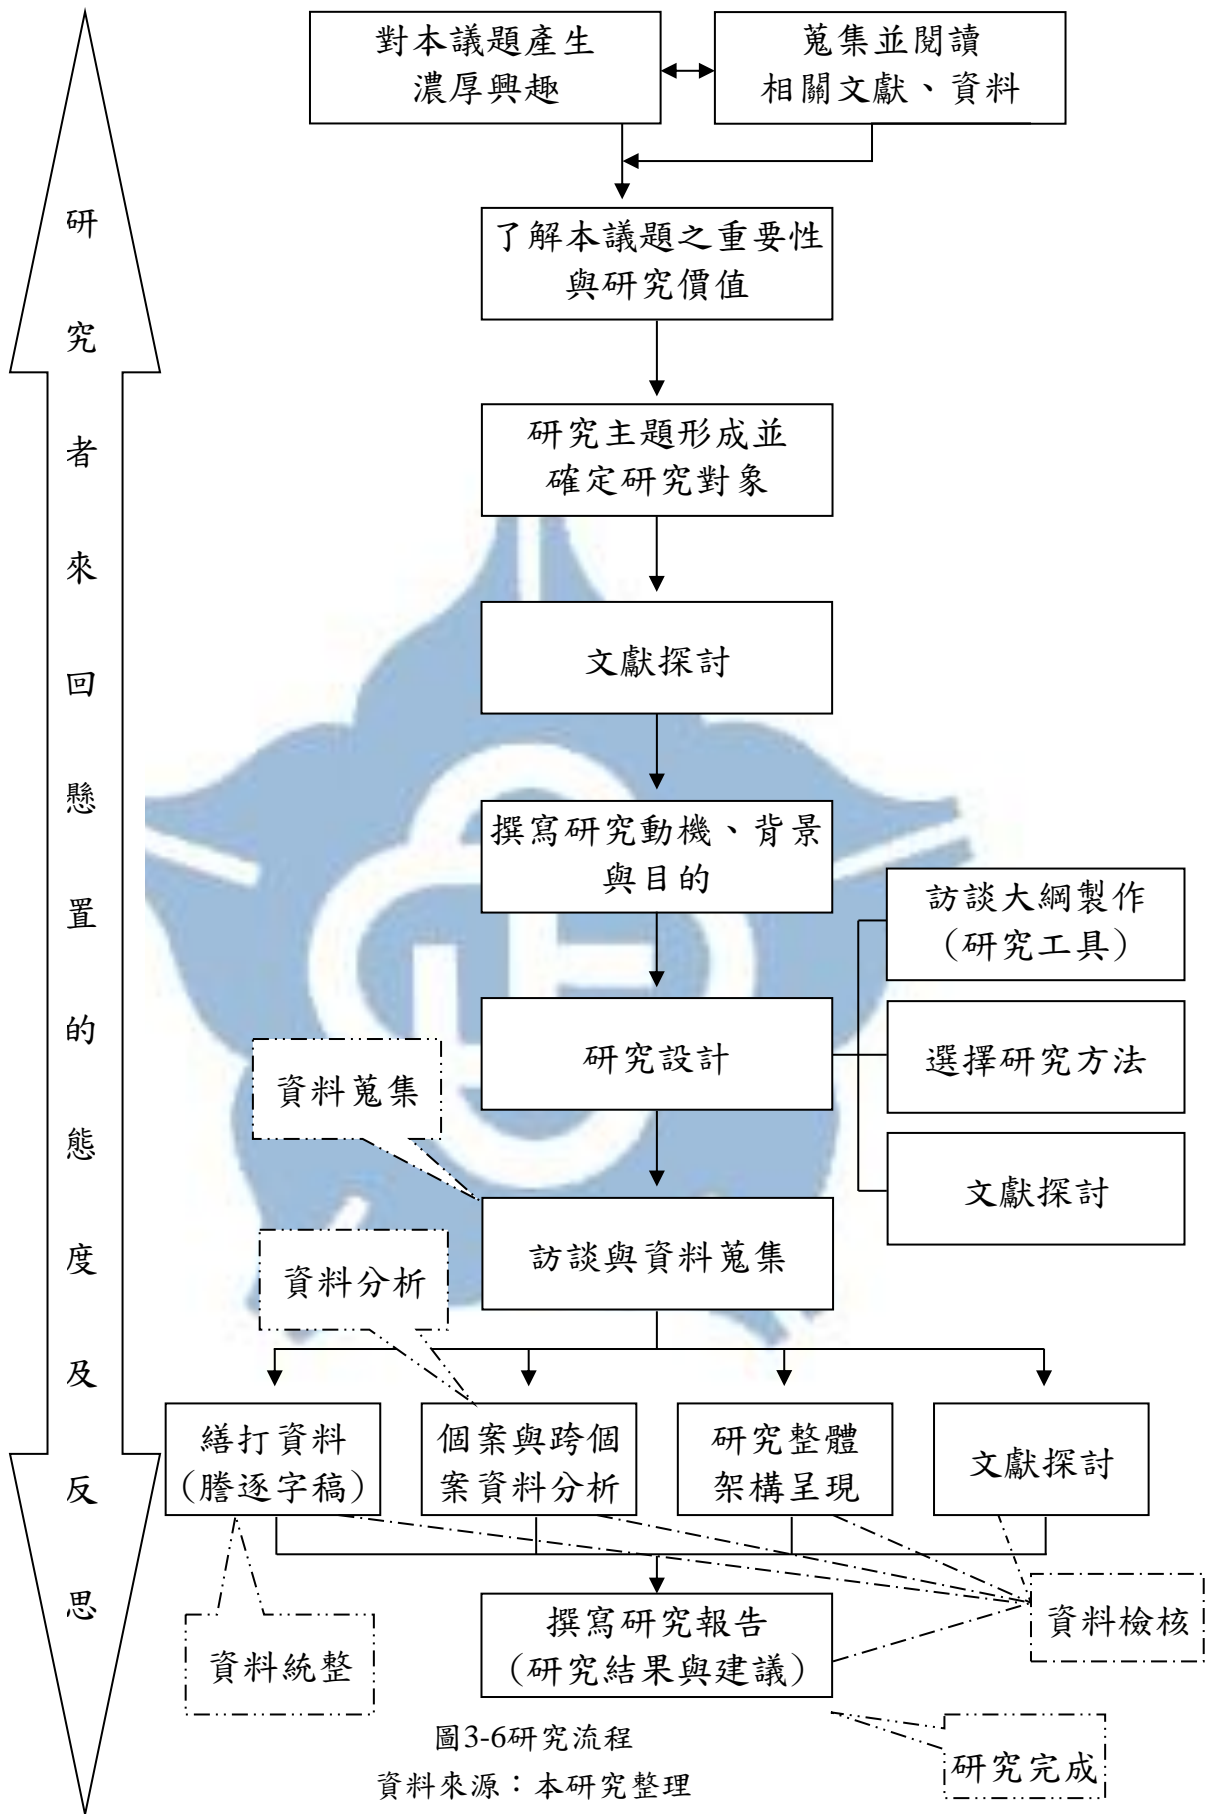 對本議題產生
濃厚興趣
蒐集並閱讀
相關文獻、資料
了解本議題之重要性
與研究價值
研究主題形成並
確定研究對象
文獻探討
撰寫研究動機、背景
與目的
訪談大綱製作
(研究工具)
研究設計
選擇研究方法
資料蒐集
文獻探討
訪談與資料蒐集
資料分析
繕打資料
(謄逐字稿)
個案與跨個
案資料分析
研究整體
架構呈現
文獻探討
撰寫研究報告
(研究結果與建議)
資料檢核
資料統整
研究完成
研究者來回懸置的態度及反思
圖3-6研究流程
資料來源：本研究整理